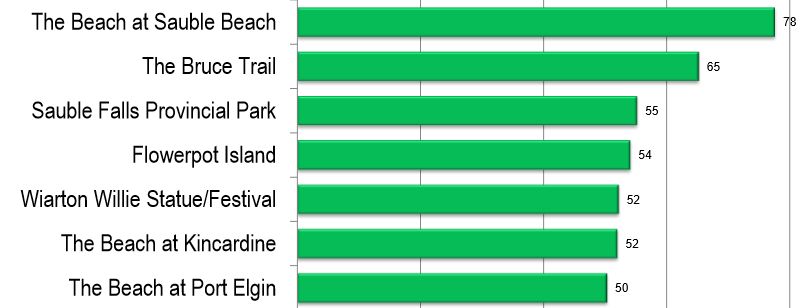 The Beach at Sauble Beach 78
The Bruce Trail 65
Sauble Falls Provincial Park 55
Flowerpot Island 54
Wiarton Willie Statue/Festival 52
The Beach at Kincardine 52
The Beach at Port Elgin 50